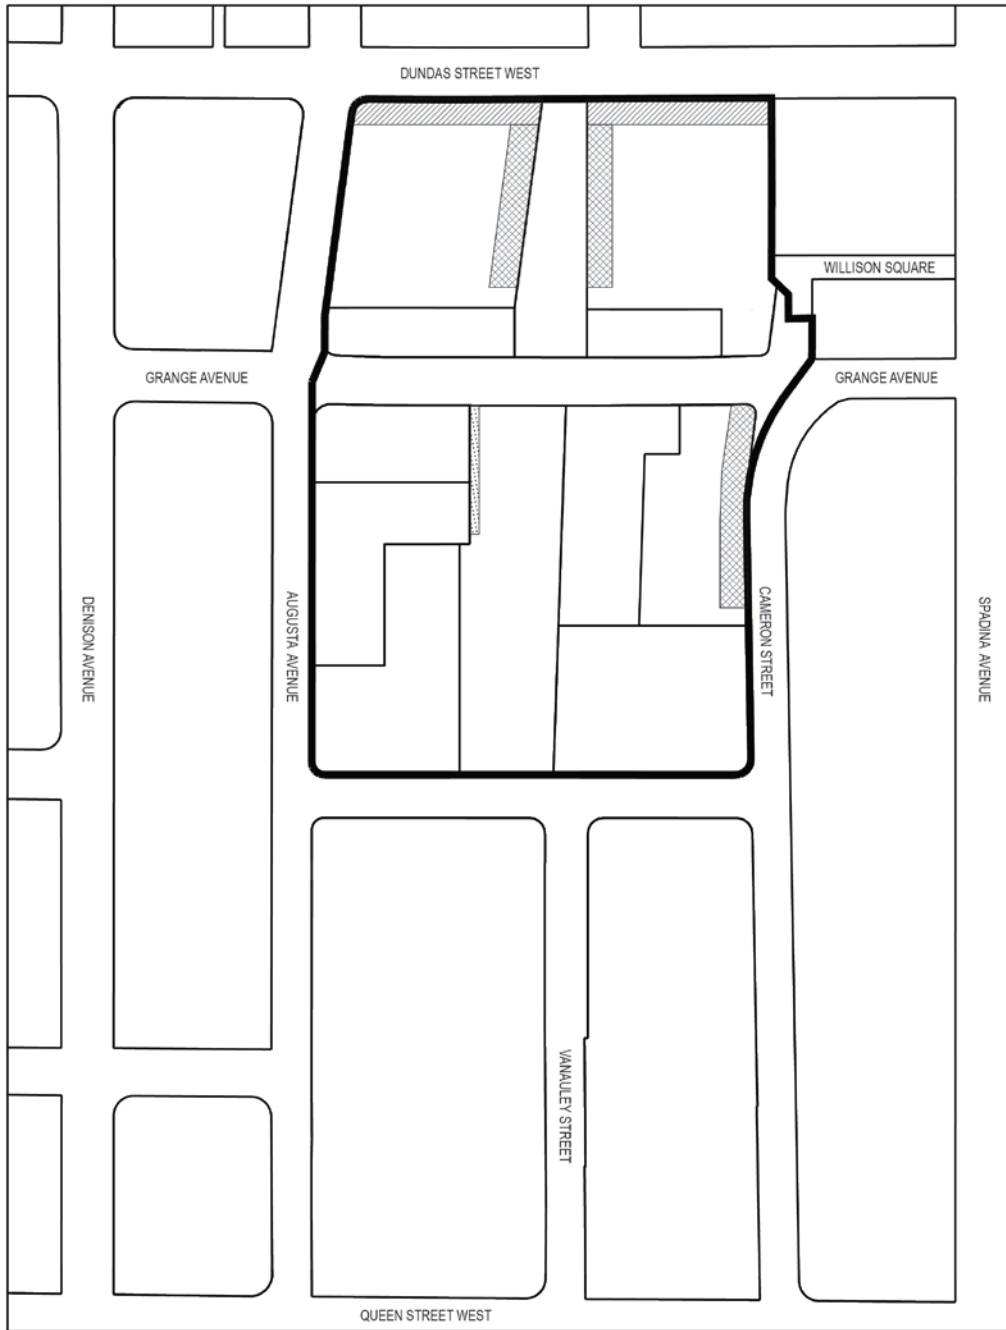 DUNDAS STREET WEST
WILLISON SQUARE
GRANGE AVENUE
GRANGE AVENUE
DENISON AVENUE
AUGUSTA AVENUE
CAMERON STREET
SPADINA AVENUE
VANAULEY STREET
QUEEN STREET WEST